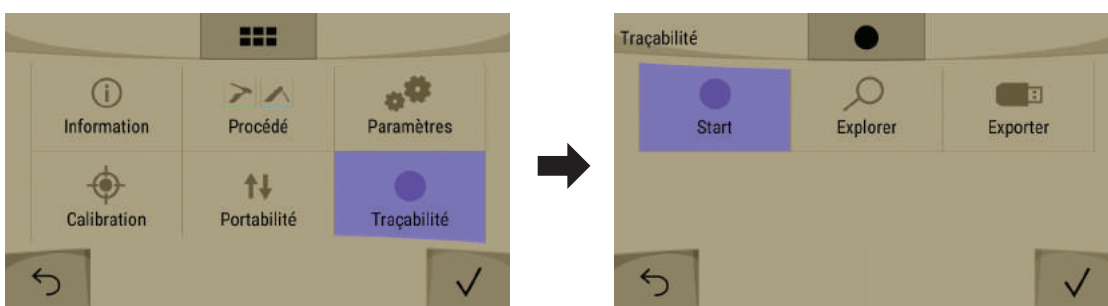 Information
Procédé
Paramètres
Calibration
Portabilité
Traçabilité
Traçabilité
Start
Explorer
Exporter